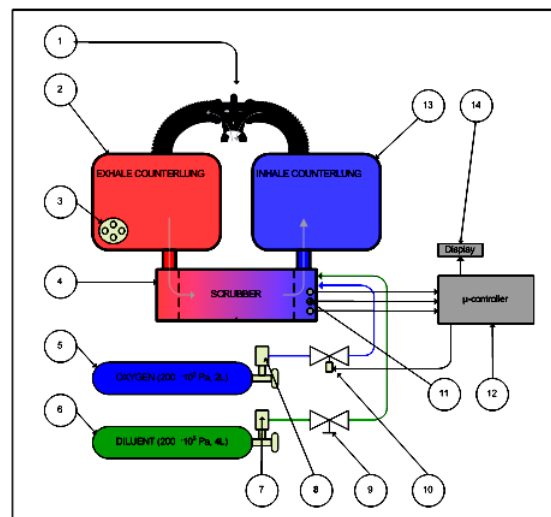 1
2
13
14
EXHALE COUNTERLUNG
INHALE COUNTERLUNG
3
Display
4
SCRUBBER
µ-controller
5
11
12
OXYGEN (200 ·10⁵ Pa, 2L)
6
10
DILUENT (200 ·10⁵ Pa, 4L)
7
8
9